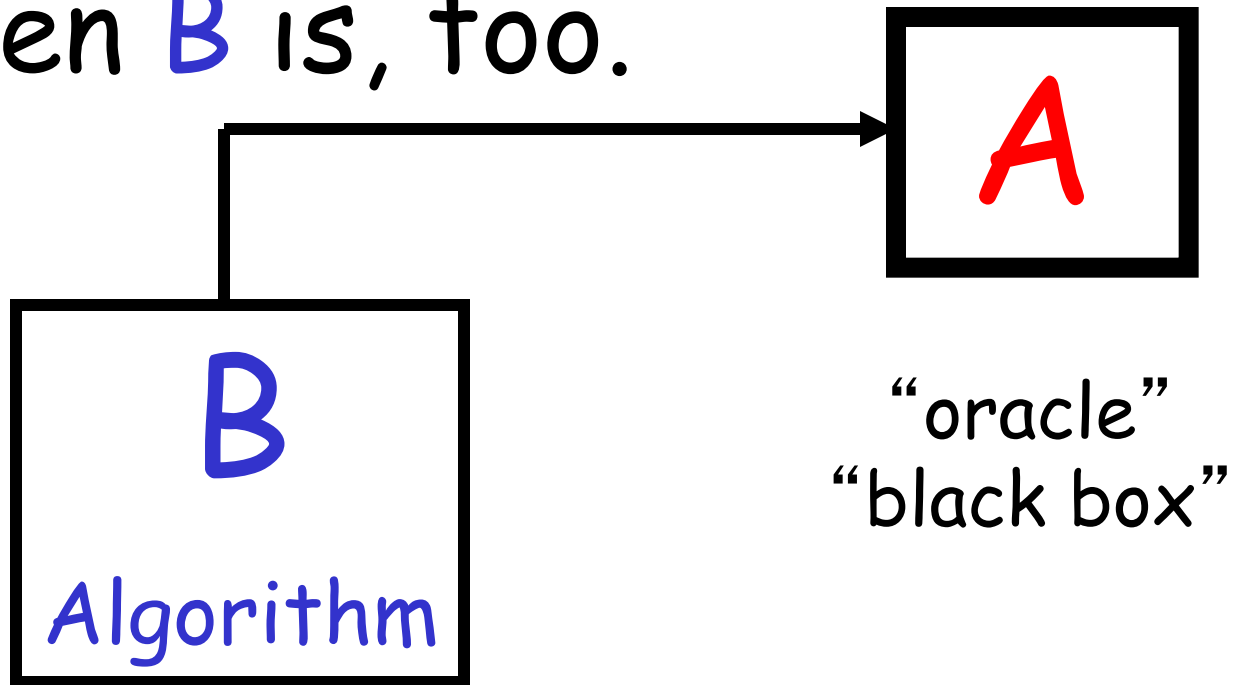 en B is, too.
A
B
“oracle”
“black box”
Algorithm